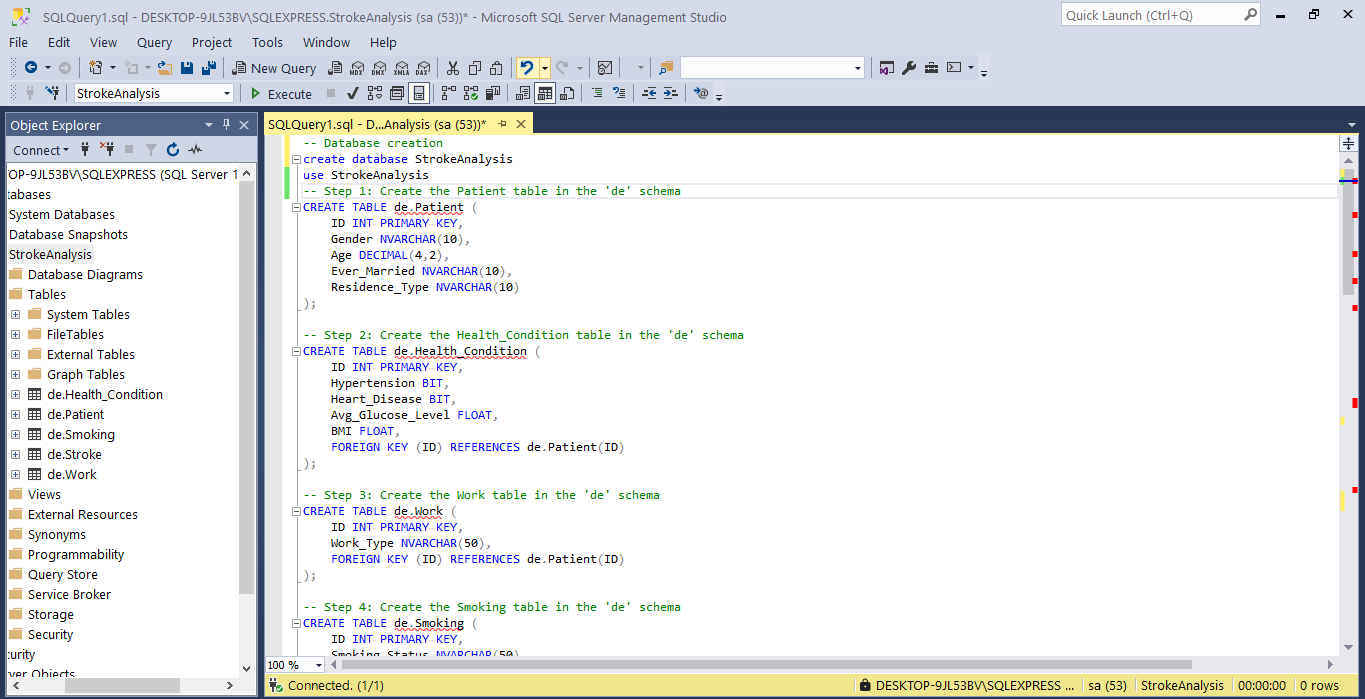 SQLQuery1.sql - DESKTOP-9JL53BV\SQLEXPRESS.StrokeAnalysis (sa (53))* - Microsoft SQL Server Management Studio
Quick Launch (Ctrl+Q)
File Edit View Query Project Tools Window Help
New Query
MDX DMX XMLA DAX
StrokeAnalysis
Execute
Object Explorer
Connect
OP-9JL53BV\SQLEXPRESS (SQL Server 1
tabases
System Databases
Database Snapshots
StrokeAnalysis
Database Diagrams
Tables
System Tables
FileTables
External Tables
Graph Tables
de.Health_Condition
de.Patient
de.Smoking
de.Stroke
de.Work
Views
External Resources
Synonyms
Programmability
Query Store
Service Broker
Storage
Security
curity
ver Objects
SQLQuery1.sql - D...Analysis (sa (53))*
-- Database creation
create database StrokeAnalysis
use StrokeAnalysis
-- Step 1: Create the Patient table in the 'de' schema
CREATE TABLE de.Patient (
ID INT PRIMARY KEY,
Gender NVARCHAR(10),
Age DECIMAL(4,2),
Ever_Married NVARCHAR(10),
Residence_Type NVARCHAR(10)
);
-- Step 2: Create the Health_Condition table in the 'de' schema
CREATE TABLE de.Health_Condition (
ID INT PRIMARY KEY,
Hypertension BIT,
Heart_Disease BIT,
Avg_Glucose_Level FLOAT,
BMI FLOAT,
FOREIGN KEY (ID) REFERENCES de.Patient(ID)
);
-- Step 3: Create the Work table in the 'de' schema
CREATE TABLE de.Work (
ID INT PRIMARY KEY,
Work_Type NVARCHAR(50),
FOREIGN KEY (ID) REFERENCES de.Patient(ID)
);
-- Step 4: Create the Smoking table in the 'de' schema
CREATE TABLE de.Smoking (
ID INT PRIMARY KEY,
Smoking_Status NVARCHAR(50)
100 %
Connected. (1/1)
DESKTOP-9JL53BV\SQLEXPRESS ... sa (53) StrokeAnalysis 00:00:00 0 rows